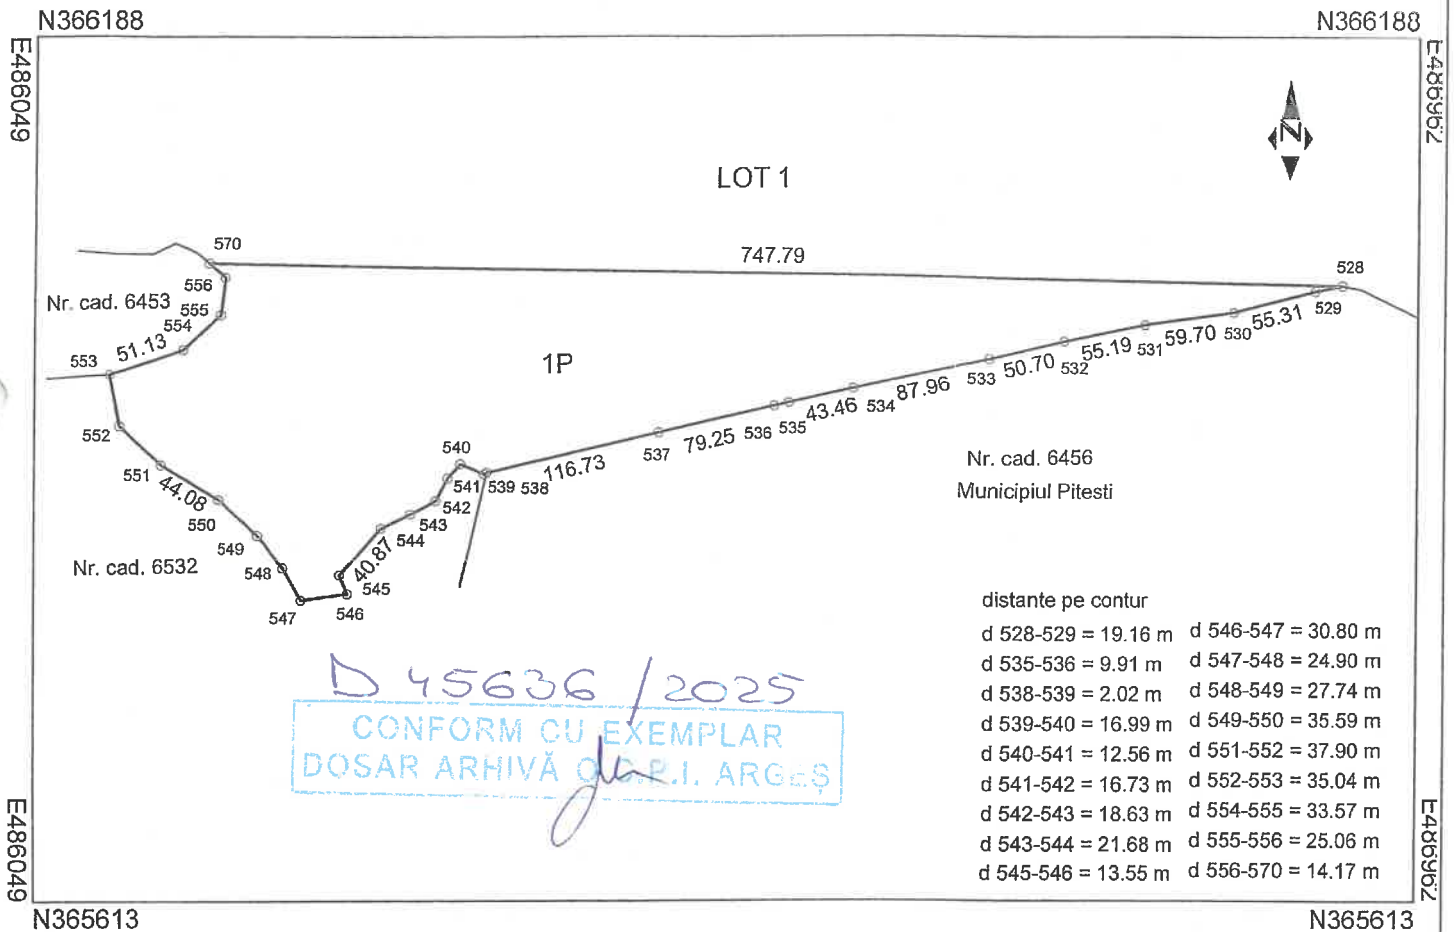 N366188 N366188
E486049 E486962
LOT 1
570 747.79 528
556 529
Nr. cad. 6453 555 55.31
554 530
51.13 59.70
553 531
1P 55.19
532
50.70
533
87.96
534
43.46
552 535
536
79.25
540 537
551 116.73
44.08 541 539 538
550 542
543
549 544
40.87
548 545
547 546
Nr. cad. 6532
Nr. cad. 6456
Municipiul Pitesti
distante pe contur
d 528-529 = 19.16 m d 546-547 = 30.80 m
d 535-536 = 9.91 m d 547-548 = 24.90 m
d 538-539 = 2.02 m d 548-549 = 27.74 m
d 539-540 = 16.99 m d 549-550 = 35.59 m
d 540-541 = 12.56 m d 551-552 = 37.90 m
d 541-542 = 16.73 m d 552-553 = 35.04 m
d 542-543 = 18.63 m d 554-555 = 33.57 m
d 543-544 = 21.68 m d 555-556 = 25.06 m
d 545-546 = 13.55 m d 556-570 = 14.17 m
D 45636 / 2025
CONFORM CU EXEMPLAR
DOSAR ARHIVĂ O.C.P.I. ARGEȘ
E486049 E486962
N365613 N365613
N